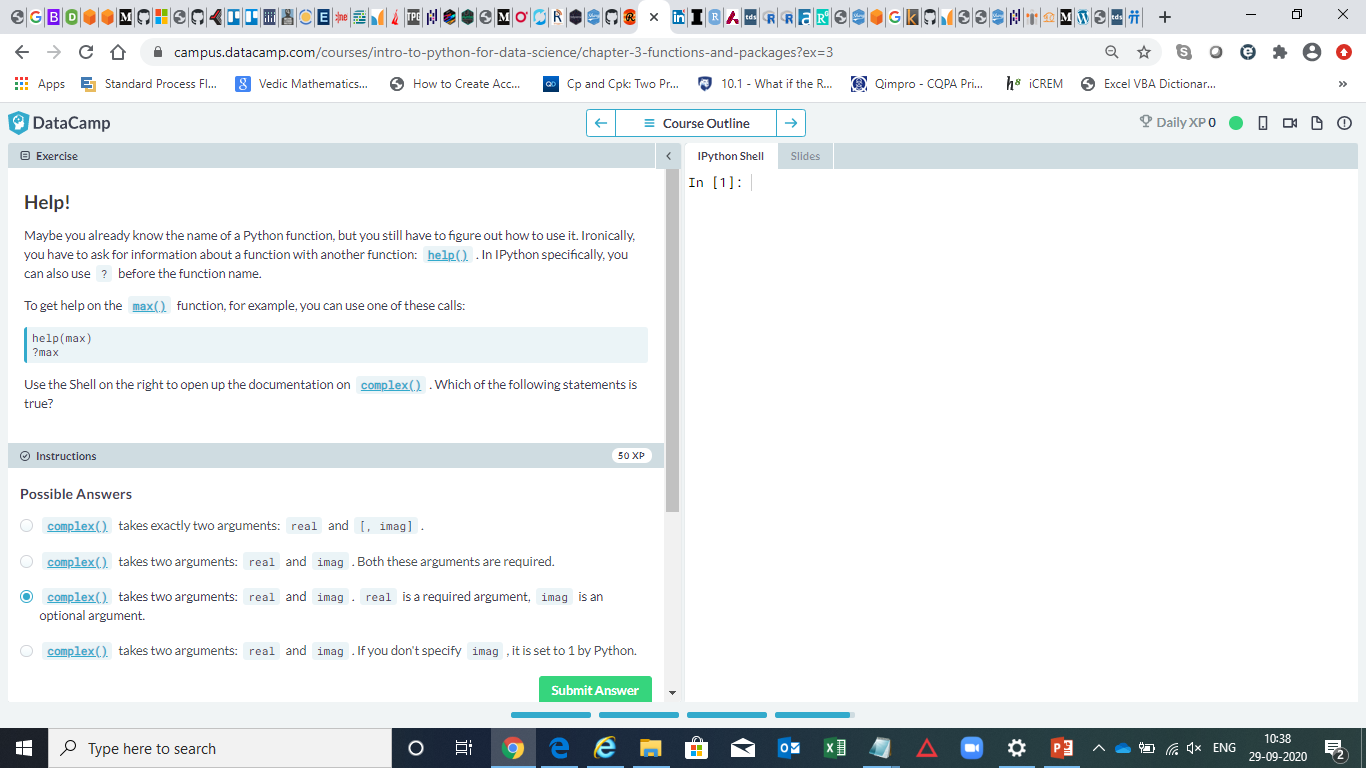 campus.datacamp.com/courses/intro-to-python-for-data-science/chapter-3-functions-and-packages?ex=3
Apps Standard Process Fl... Vedic Mathematics... How to Create Acc... Cp and Cpk: Two Pr... 10.1 - What if the R... Qimpro - CQPA Pri... iCREM Excel VBA Dictionar... »
DataCamp Course Outline Daily XP 0
Exercise
IPython Shell Slides
In [1]:
Help!
Maybe you already know the name of a Python function, but you still have to figure out how to use it. Ironically,
you have to ask for information about a function with another function: help() . In IPython specifically, you
can also use ? before the function name.
To get help on the max() function, for example, you can use one of these calls:
help(max)
?max
Use the Shell on the right to open up the documentation on complex() . Which of the following statements is
true?
Instructions 50 XP
Possible Answers
complex() takes exactly two arguments: real and [, imag] .
complex() takes two arguments: real and imag . Both these arguments are required.
complex() takes two arguments: real and imag . real is a required argument, imag is an
optional argument.
complex() takes two arguments: real and imag . If you don't specify imag , it is set to 1 by Python.
Submit Answer
Type here to search
ENG
10:38
29-09-2020
2